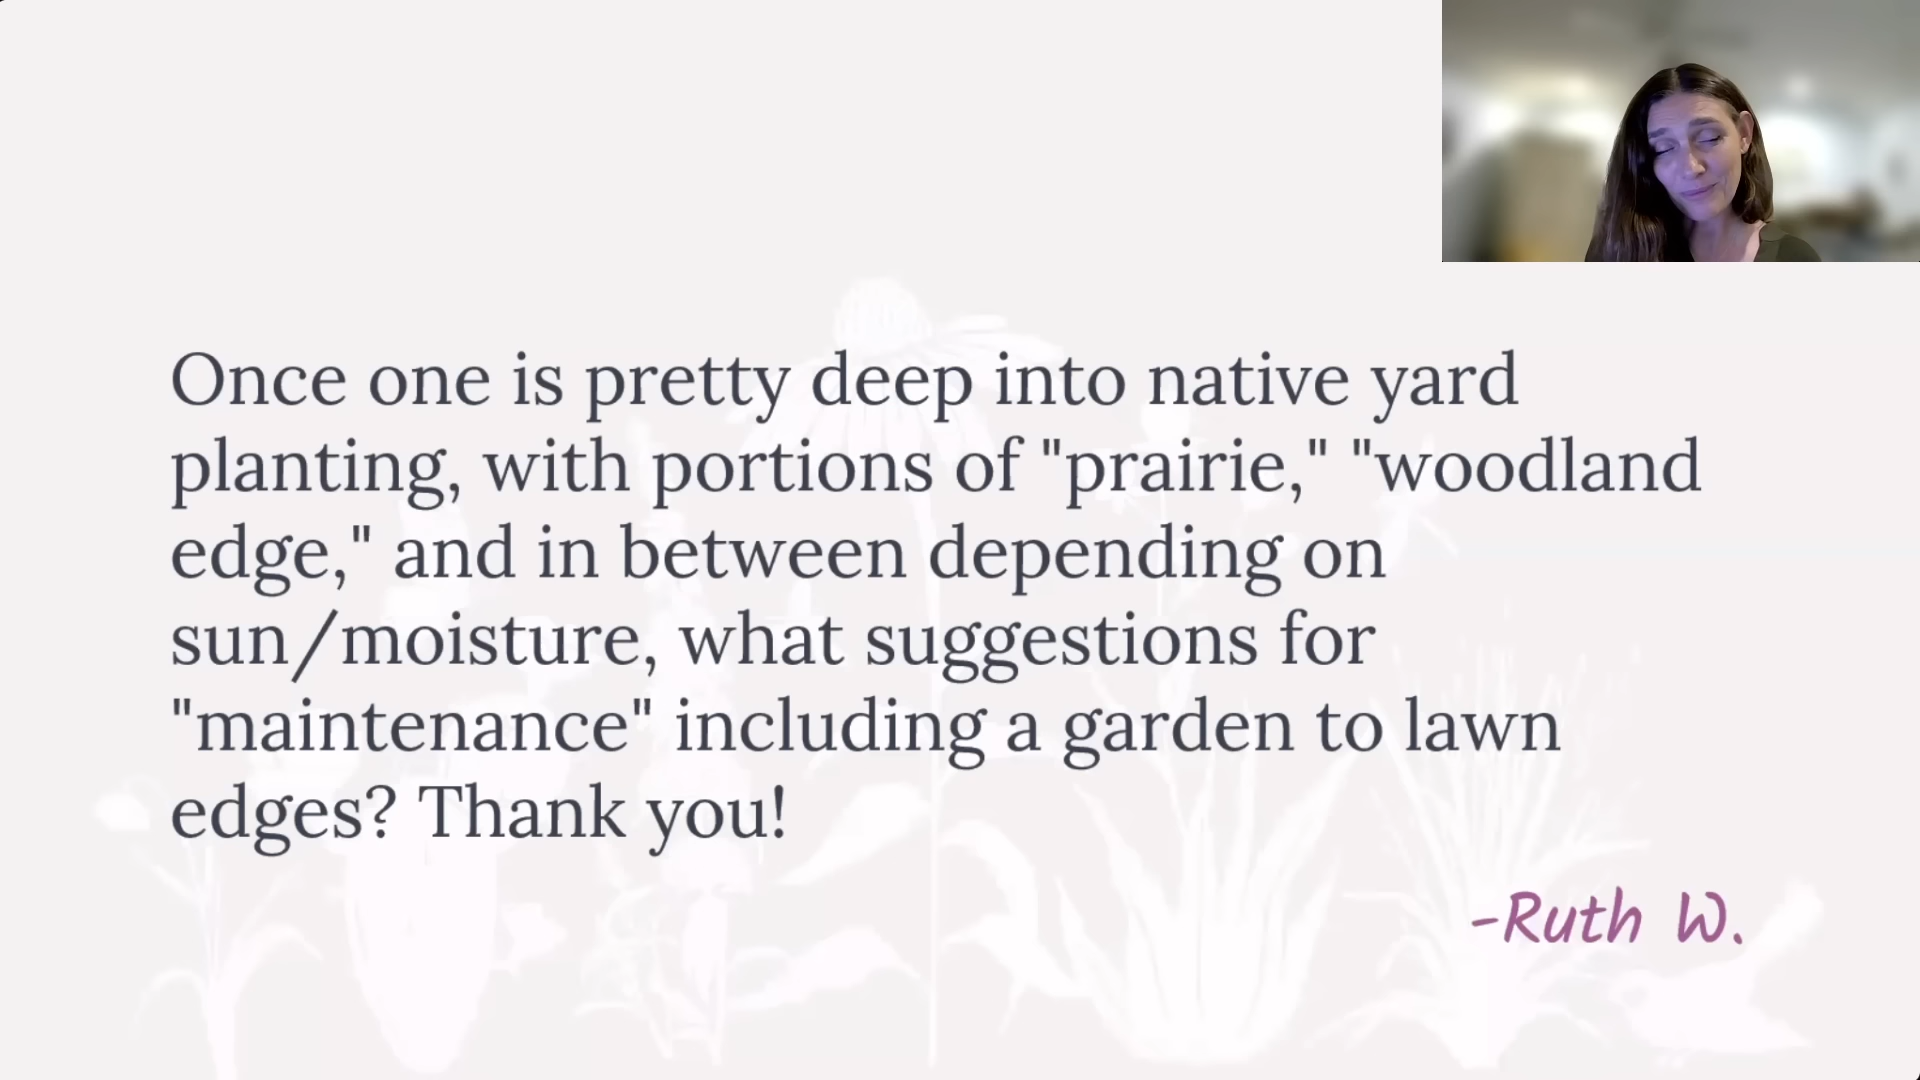 Once one is pretty deep into native yard
planting, with portions of "prairie," "woodland
edge," and in between depending on
sun/moisture, what suggestions for
"maintenance" including a garden to lawn
edges? Thank you!
-Ruth W.